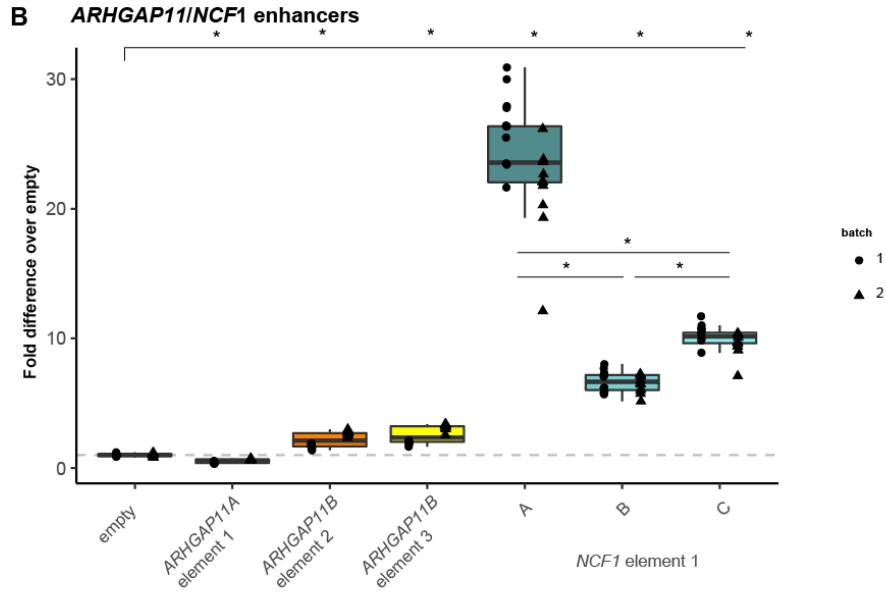 B ARHGAP11/NCF1 enhancers
* * * * * *
Fold difference over empty
30
20
10
0
*
* *
batch
1
2
empty
ARHGAP11A
element 1
ARHGAP11B
element 2
ARHGAP11B
element 3
A
B
C
NCF1 element 1